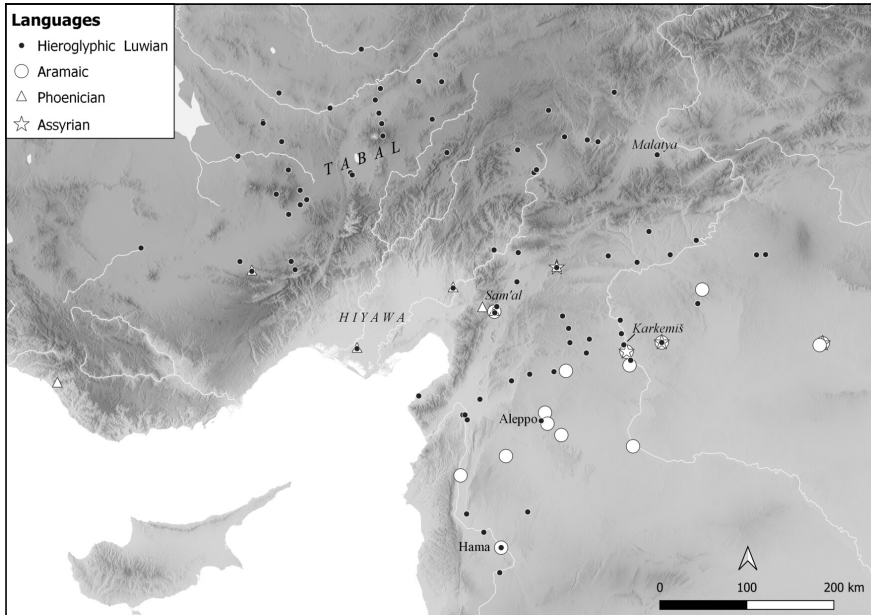 Languages
Hieroglyphic Luwian
Aramaic
Phoenician
Assyrian
TABAL
Malatya
HIYAWA
Sam'al
Karkemiš
Aleppo
Hama
0 100 200 km